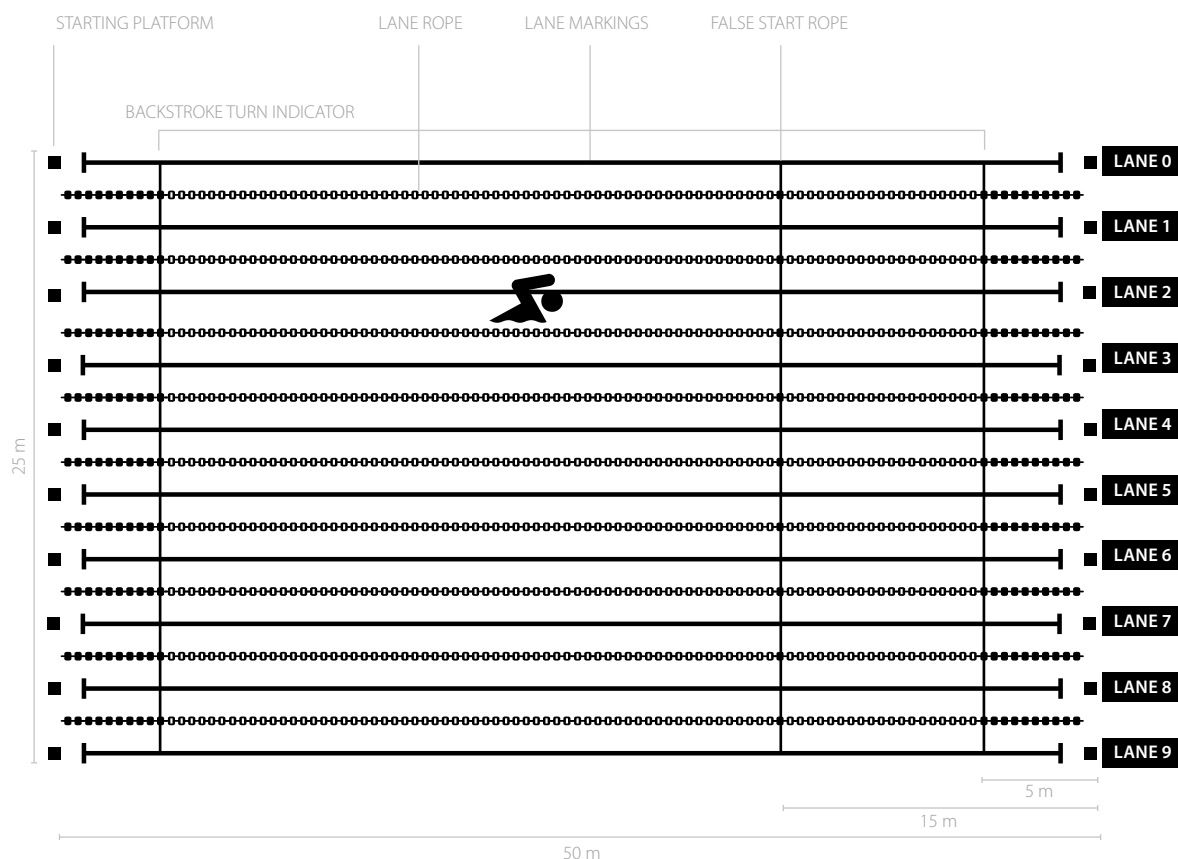 STARTING PLATFORM
LANE ROPE
LANE MARKINGS
FALSE START ROPE
BACKSTROKE TURN INDICATOR
LANE 0
LANE 1
LANE 2
LANE 3
LANE 4
LANE 5
LANE 6
LANE 7
LANE 8
LANE 9
25 m
5 m
15 m
50 m